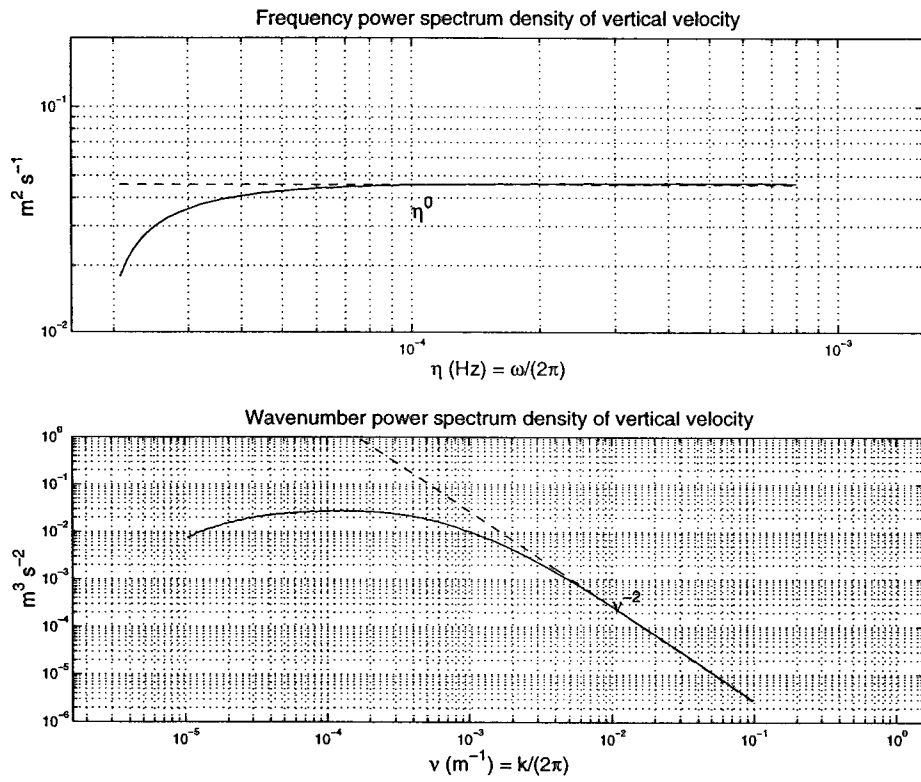 Frequency power spectrum density of vertical velocity
10⁻¹
m² s⁻¹
η⁰
10⁻²
10⁻⁴
10⁻³
η (Hz) = ω/(2π)
Wavenumber power spectrum density of vertical velocity
10⁰
10⁻¹
10⁻²
10⁻³
m³ s⁻²
ν⁻²
10⁻⁴
10⁻⁵
10⁻⁶
10⁻⁵
10⁻⁴
10⁻³
10⁻²
10⁻¹
10⁰
ν (m⁻¹) = k/(2π)